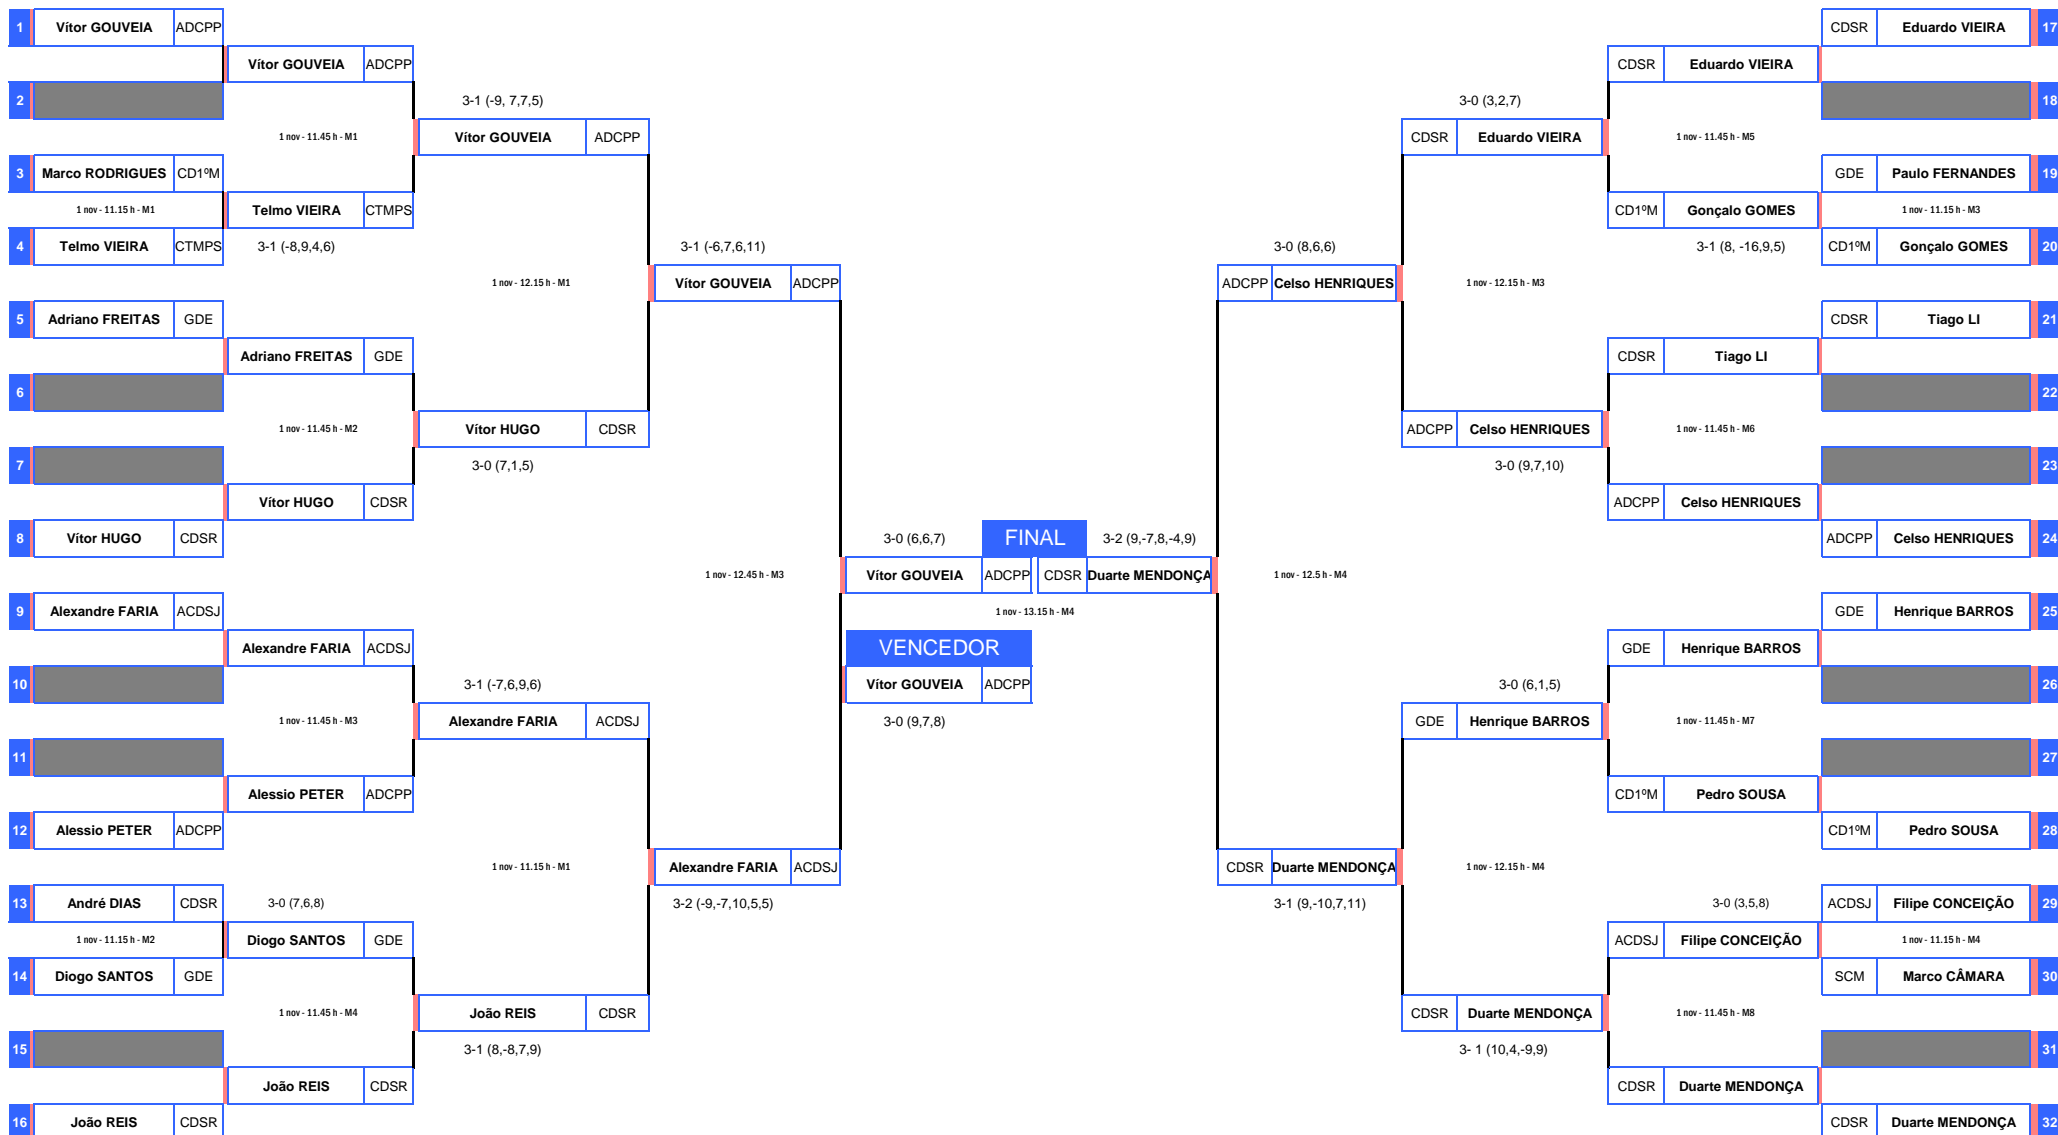 1 Vítor GOUVEIA ADCPP CDSR Eduardo VIEIRA 17
Vítor GOUVEIA ADCPP CDSR Eduardo VIEIRA
2 3-1 (-9, 7,7,5) 3-0 (3,2,7) 18
1 nov - 11.45 h - M1 Vítor GOUVEIA ADCPP CDSR Eduardo VIEIRA 1 nov - 11.45 h - M5
3 Marco RODRIGUES CD1ºM GDE Paulo FERNANDES 19
1 nov - 11.15 h - M1 Telmo VIEIRA CTMPS CD1ºM Gonçalo GOMES 1 nov - 11.15 h - M3
4 Telmo VIEIRA CTMPS 3-1 (-8,9,4,6) 3-1 (-6,7,6,11) 3-0 (8,6,6) 3-1 (8, -16,9,5) CD1ºM Gonçalo GOMES 20
1 nov - 12.15 h - M1 Vítor GOUVEIA ADCPP ADCPP Celso HENRIQUES 1 nov - 12.15 h - M3
5 Adriano FREITAS GDE CDSR Tiago LI 21
Adriano FREITAS GDE CDSR Tiago LI
6 22
1 nov - 11.45 h - M2 Vítor HUGO CDSR ADCPP Celso HENRIQUES 1 nov - 11.45 h - M6
7 3-0 (7,1,5) 3-0 (9,7,10) 23
Vítor HUGO CDSR ADCPP Celso HENRIQUES
8 Vítor HUGO CDSR 3-0 (6,6,7) FINAL 3-2 (9,-7,8,-4,9) ADCPP Celso HENRIQUES 24
1 nov - 12.45 h - M3 Vítor GOUVEIA ADCPP CDSR Duarte MENDONÇA 1 nov - 12.5 h - M4
9 Alexandre FARIA ACDSJ 1 nov - 13.15 h - M4 GDE Henrique BARROS 25
Alexandre FARIA ACDSJ VENCEDOR GDE Henrique BARROS
10 3-1 (-7,6,9,6) Vítor GOUVEIA ADCPP 3-0 (6,1,5) 26
1 nov - 11.45 h - M3 Alexandre FARIA ACDSJ 3-0 (9,7,8) GDE Henrique BARROS 1 nov - 11.45 h - M7
11 27
Alessio PETER ADCPP CD1ºM Pedro SOUSA
12 Alessio PETER ADCPP CD1ºM Pedro SOUSA 28
1 nov - 11.15 h - M1 Alexandre FARIA ACDSJ CDSR Duarte MENDONÇA 1 nov - 12.15 h - M4
13 André DIAS CDSR 3-0 (7,6,8) 3-2 (-9,-7,10,5,5) 3-1 (9,-10,7,11) 3-0 (3,5,8) ACDSJ Filipe CONCEIÇÃO 29
1 nov - 11.15 h - M2 Diogo SANTOS GDE ACDSJ Filipe CONCEIÇÃO 1 nov - 11.15 h - M4
14 Diogo SANTOS GDE SCM Marco CÂMARA 30
1 nov - 11.45 h - M4 João REIS CDSR CDSR Duarte MENDONÇA 1 nov - 11.45 h - M8
15 3-1 (8,-8,7,9) 3- 1 (10,4,-9,9) 31
João REIS CDSR CDSR Duarte MENDONÇA
16 João REIS CDSR CDSR Duarte MENDONÇA 32